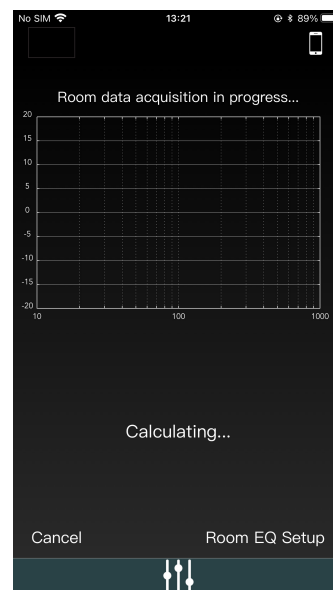 No SIM 13:21 89%
Room data acquisition in progress...
20
15
10
5
0
-5
-10
-15
-20
10 100 1000
Calculating...
Cancel Room EQ Setup